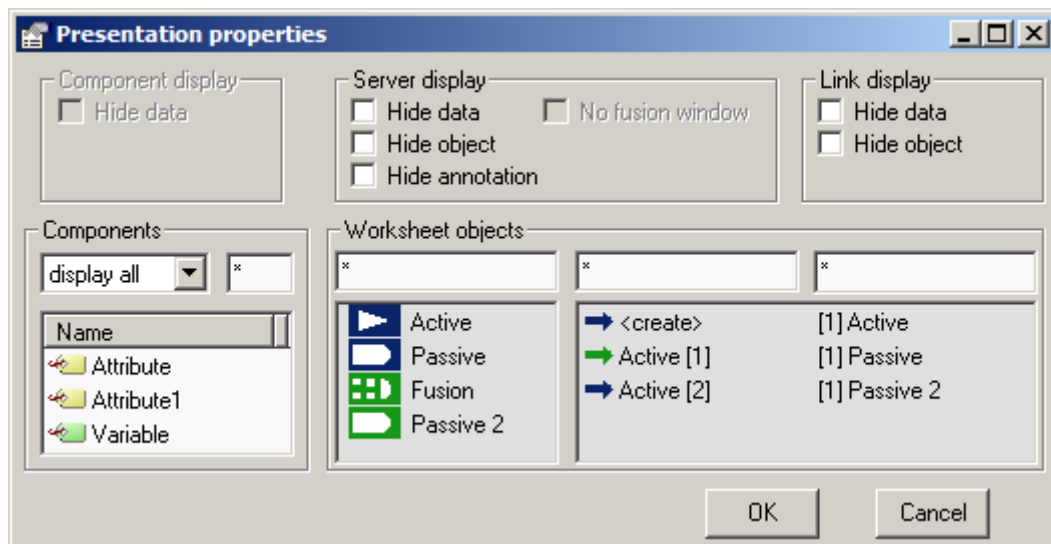 Presentation properties
Component display
Hide data
Server display
Hide data
No fusion window
Hide object
Hide annotation
Link display
Hide data
Hide object
Components
display all
*
Name
Attribute
Attribute1
Variable
Worksheet objects
*
*
*
Active
Passive
Fusion
Passive 2
<create> [1] Active
Active [1] [1] Passive
Active [2] [1] Passive 2
OK
Cancel